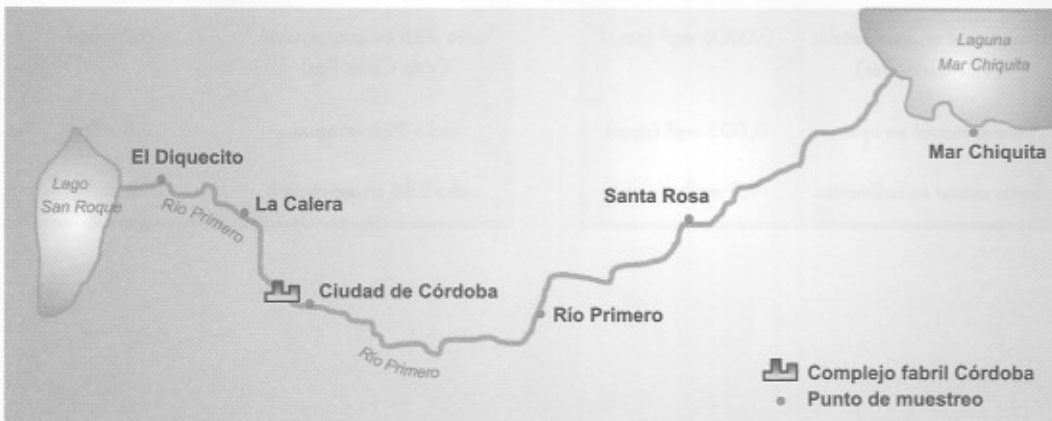 Laguna
Mar Chiquita
Mar Chiquita
El Diquecito
Lago
San Roque
Río Primero
La Calera
Santa Rosa
Ciudad de Córdoba
Río Primero
Río Primero
Complejo fabril Córdoba
Punto de muestreo